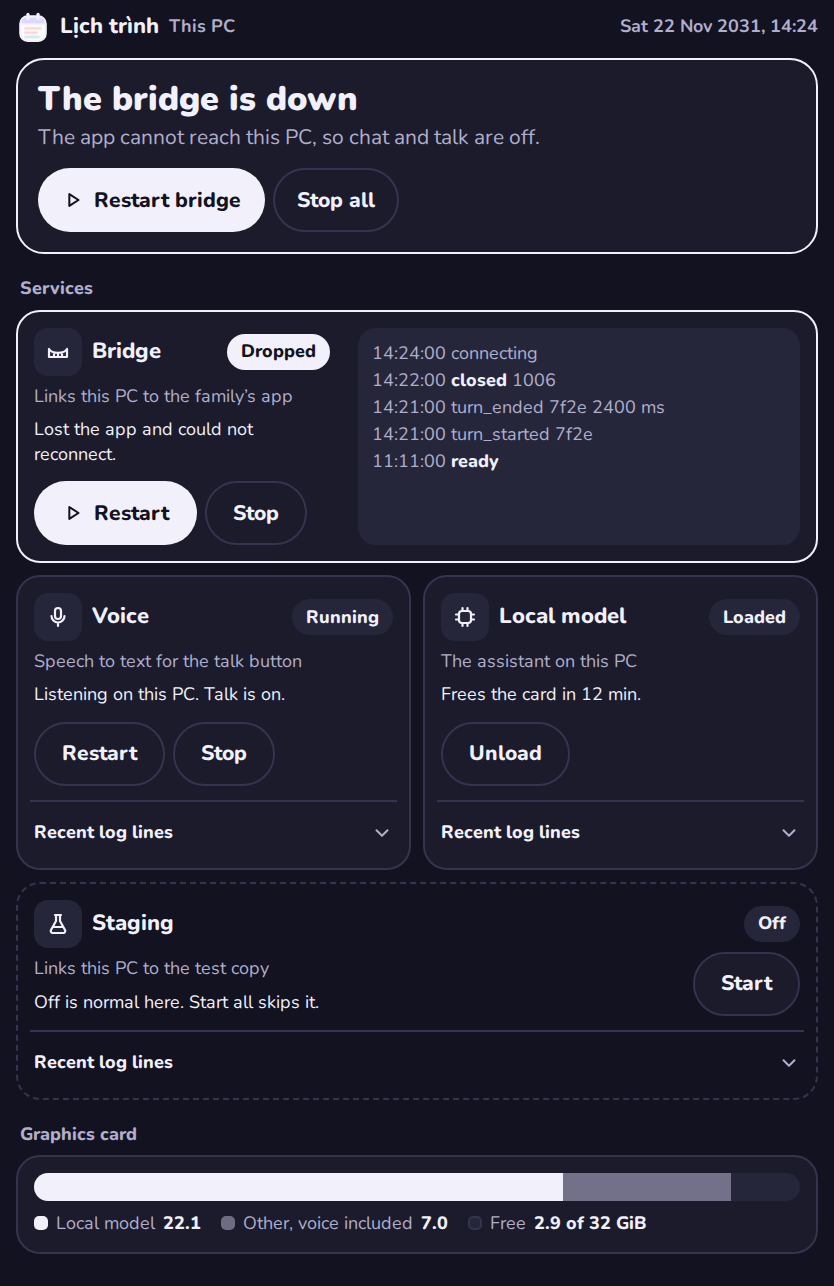 Lịch trình This PC
Sat 22 Nov 2031, 14:24
The bridge is down
The app cannot reach this PC, so chat and talk are off.
Restart bridge
Stop all
Services
Bridge
Dropped
Links this PC to the family’s app
Lost the app and could not
reconnect.
Restart
Stop
14:24:00 connecting
14:22:00 closed 1006
14:21:00 turn_ended 7f2e 2400 ms
14:21:00 turn_started 7f2e
11:11:00 ready
Voice
Running
Speech to text for the talk button
Listening on this PC. Talk is on.
Restart
Stop
Recent log lines
Local model
Loaded
The assistant on this PC
Frees the card in 12 min.
Unload
Recent log lines
Staging
Off
Links this PC to the test copy
Off is normal here. Start all skips it.
Start
Recent log lines
Graphics card
Local model 22.1
Other, voice included 7.0
Free 2.9 of 32 GiB